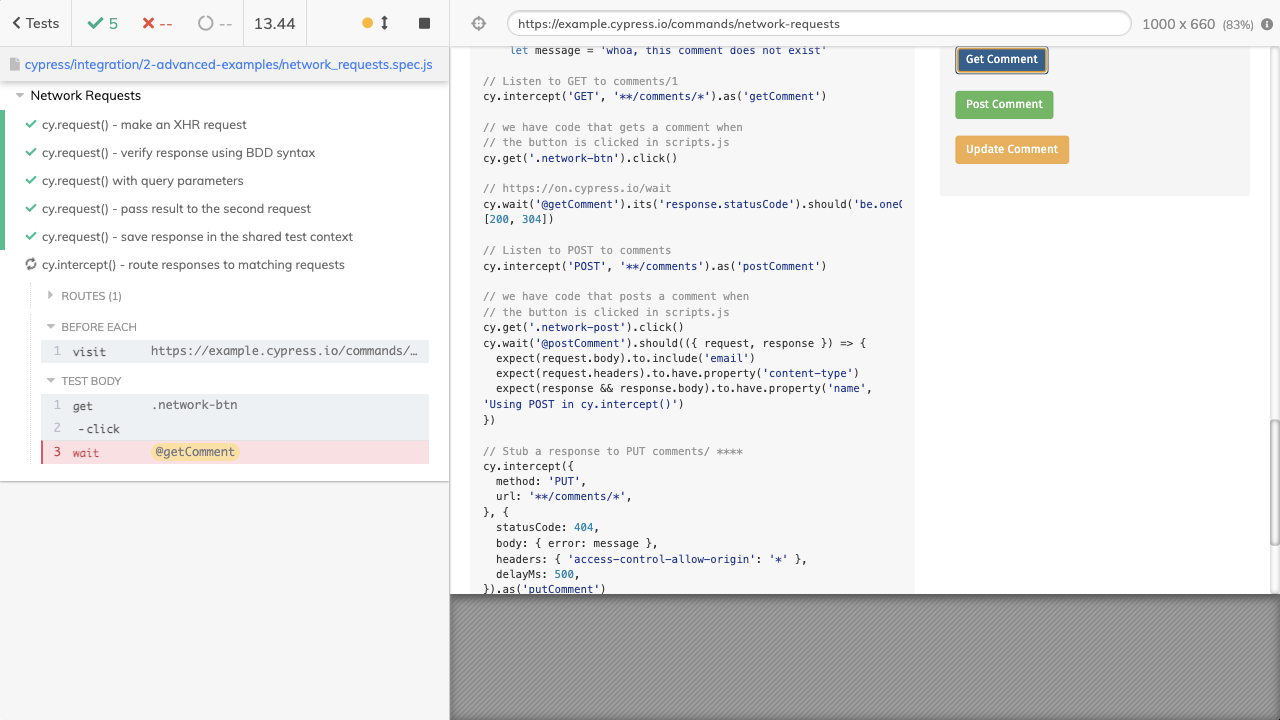 Tests
5
--
--
13.44
https://example.cypress.io/commands/network-requests
1000 x 660 (83%)
cypress/integration/2-advanced-examples/network_requests.spec.js
Network Requests
cy.request() - make an XHR request
cy.request() - verify response using BDD syntax
cy.request() with query parameters
cy.request() - pass result to the second request
cy.request() - save response in the shared test context
cy.intercept() - route responses to matching requests
ROUTES (1)
BEFORE EACH
1 visit https://example.cypress.io/commands/…
TEST BODY
1 get .network-btn
2 -click
3 wait @getComment
let message = 'whoa, this comment does not exist'
// Listen to GET to comments/1
cy.intercept('GET', '**/comments/*').as('getComment')
// we have code that gets a comment when
// the button is clicked in scripts.js
cy.get('.network-btn').click()
// https://on.cypress.io/wait
cy.wait('@getComment').its('response.statusCode').should('be.oneO
[200, 304])
// Listen to POST to comments
cy.intercept('POST', '**/comments').as('postComment')
// we have code that posts a comment when
// the button is clicked in scripts.js
cy.get('.network-post').click()
cy.wait('@postComment').should(({ request, response }) => {
expect(request.body).to.include('email')
expect(request.headers).to.have.property('content-type')
expect(response && response.body).to.have.property('name',
'Using POST in cy.intercept()')
})
// Stub a response to PUT comments/ ****
cy.intercept({
method: 'PUT',
url: '**/comments/*',
}, {
statusCode: 404,
body: { error: message },
headers: { 'access-control-allow-origin': '*' },
delayMs: 500,
}).as('putComment')
Get Comment
Post Comment
Update Comment